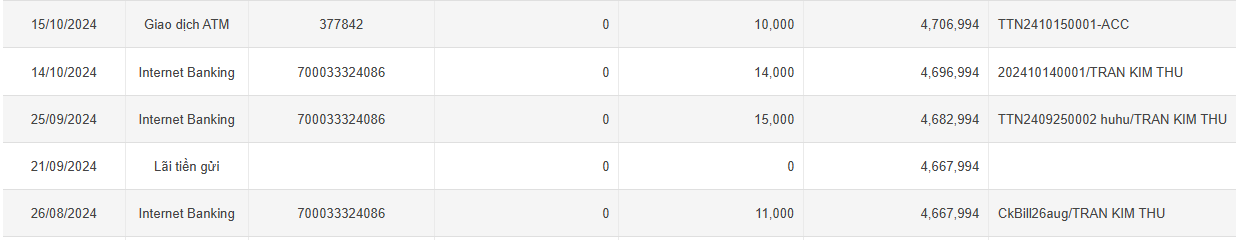 15/10/2024 Giao dịch ATM 377842 0 10,000 4,706,994 TTN2410150001-ACC
14/10/2024 Internet Banking 700033324086 0 14,000 4,696,994 202410140001/TRAN KIM THU
25/09/2024 Internet Banking 700033324086 0 15,000 4,682,994 TTN2409250002 huhu/TRAN KIM THU
21/09/2024 Lãi tiền gửi 0 0 4,667,994
26/08/2024 Internet Banking 700033324086 0 11,000 4,667,994 CkBill26aug/TRAN KIM THU